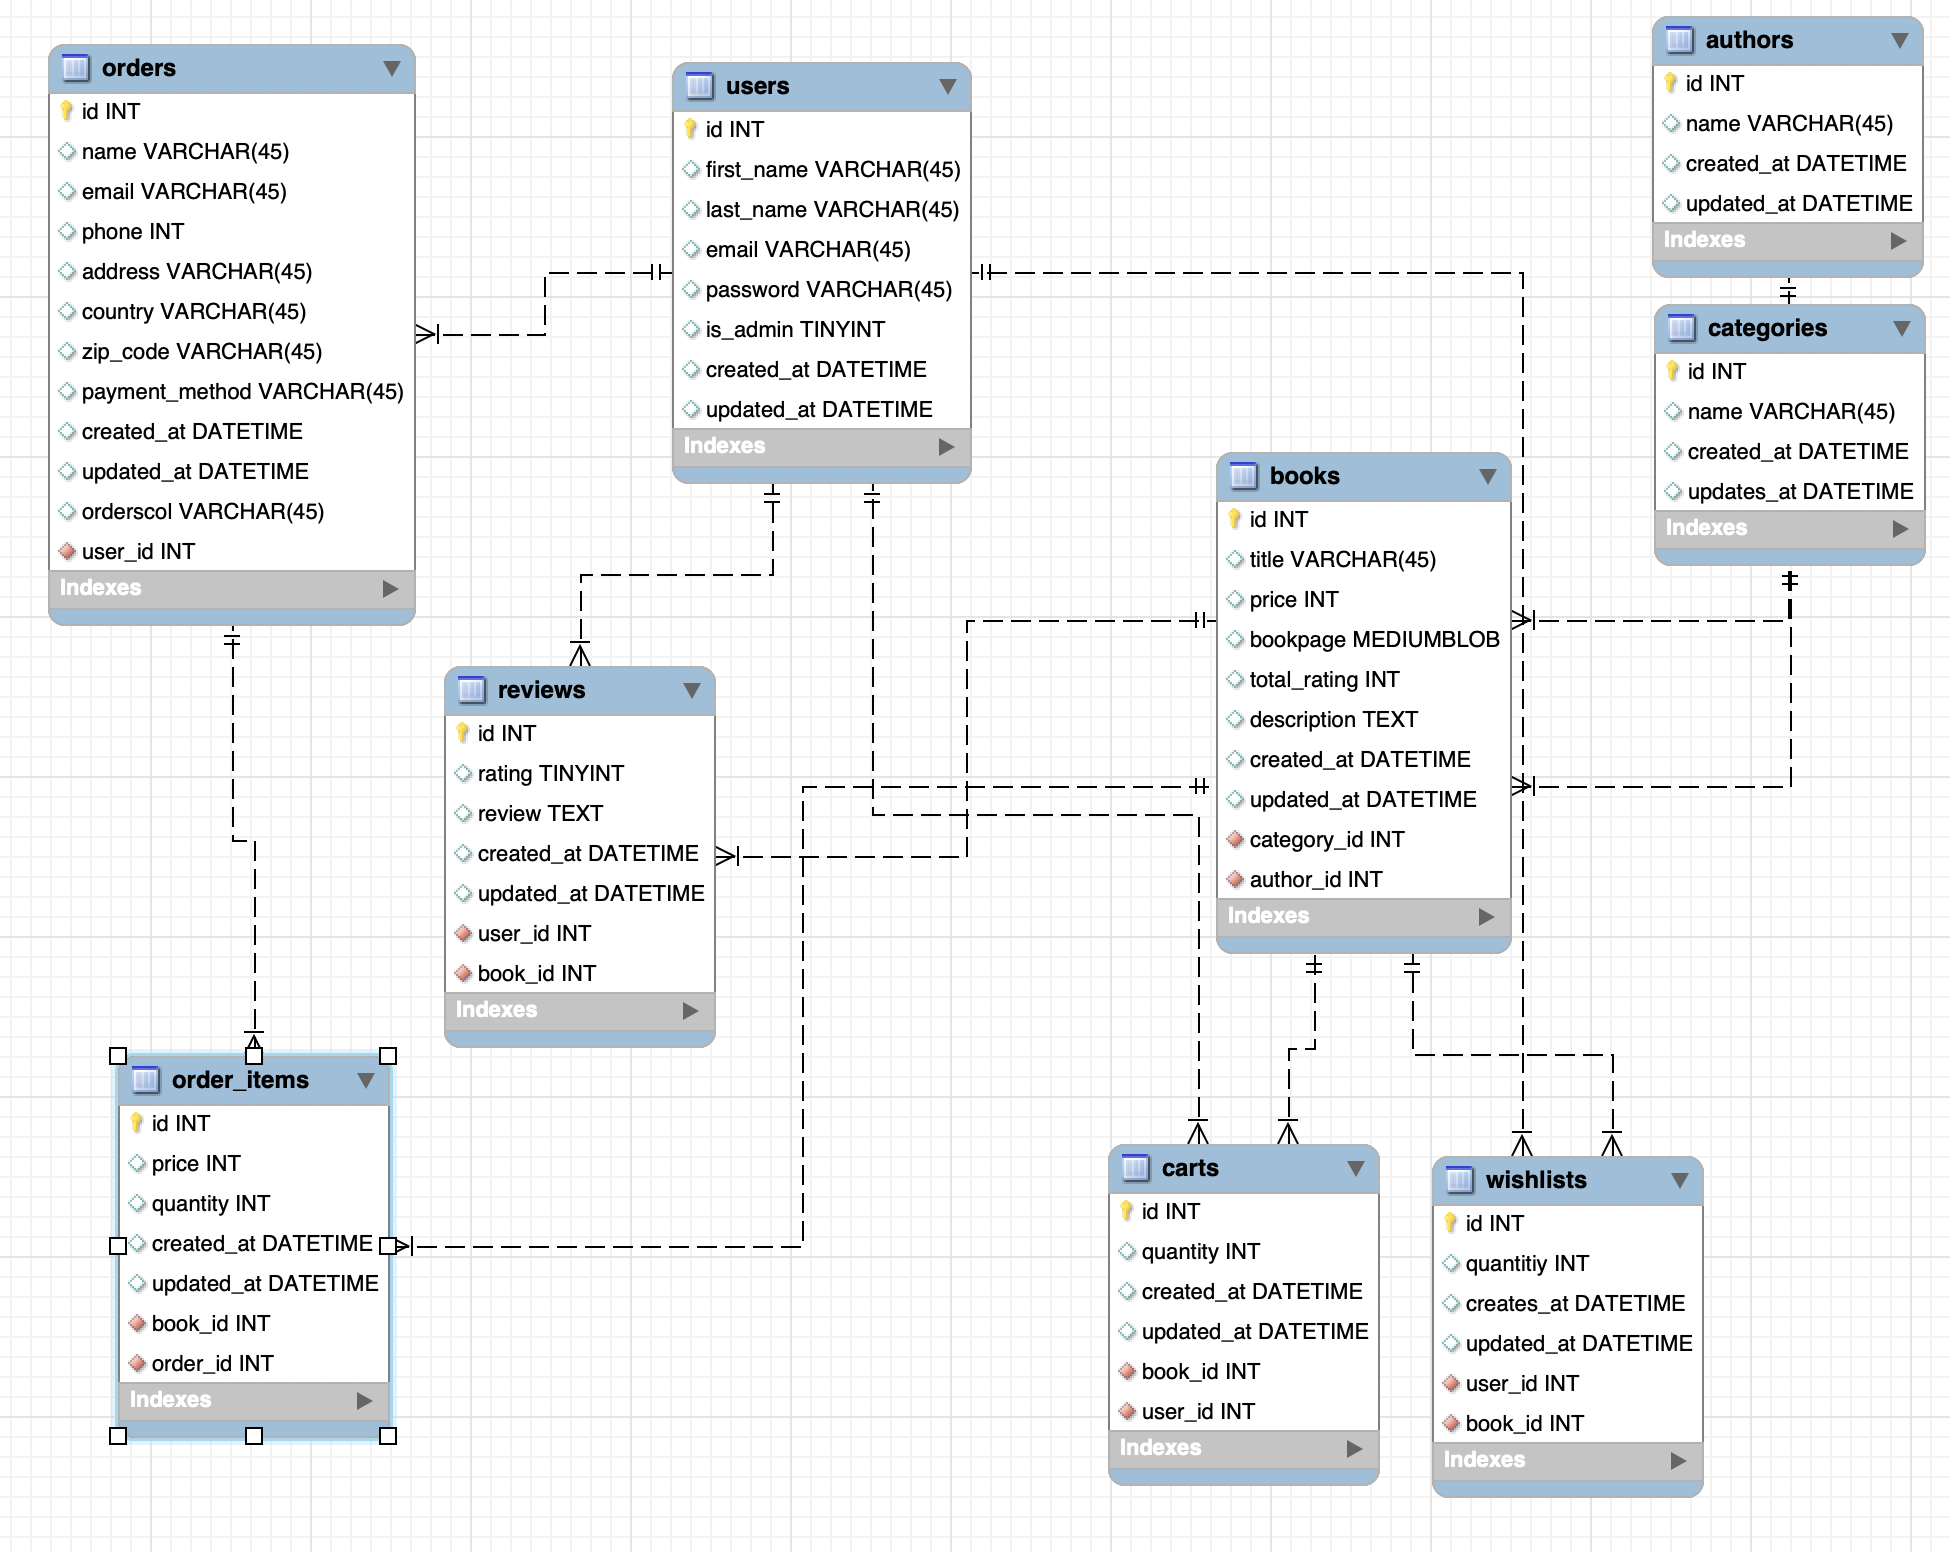 orders
id INT
name VARCHAR(45)
email VARCHAR(45)
phone INT
address VARCHAR(45)
country VARCHAR(45)
zip_code VARCHAR(45)
payment_method VARCHAR(45)
created_at DATETIME
updated_at DATETIME
orderscol VARCHAR(45)
user_id INT
Indexes
users
id INT
first_name VARCHAR(45)
last_name VARCHAR(45)
email VARCHAR(45)
password VARCHAR(45)
is_admin TINYINT
created_at DATETIME
updated_at DATETIME
Indexes
authors
id INT
name VARCHAR(45)
created_at DATETIME
updated_at DATETIME
Indexes
categories
id INT
name VARCHAR(45)
created_at DATETIME
updates_at DATETIME
Indexes
books
id INT
title VARCHAR(45)
price INT
bookpage MEDIUMBLOB
total_rating INT
description TEXT
created_at DATETIME
updated_at DATETIME
category_id INT
author_id INT
Indexes
reviews
id INT
rating TINYINT
review TEXT
created_at DATETIME
updated_at DATETIME
user_id INT
book_id INT
Indexes
order_items
id INT
price INT
quantity INT
created_at DATETIME
updated_at DATETIME
book_id INT
order_id INT
Indexes
carts
id INT
quantity INT
created_at DATETIME
updated_at DATETIME
book_id INT
user_id INT
Indexes
wishlists
id INT
quantitiy INT
creates_at DATETIME
updated_at DATETIME
user_id INT
book_id INT
Indexes